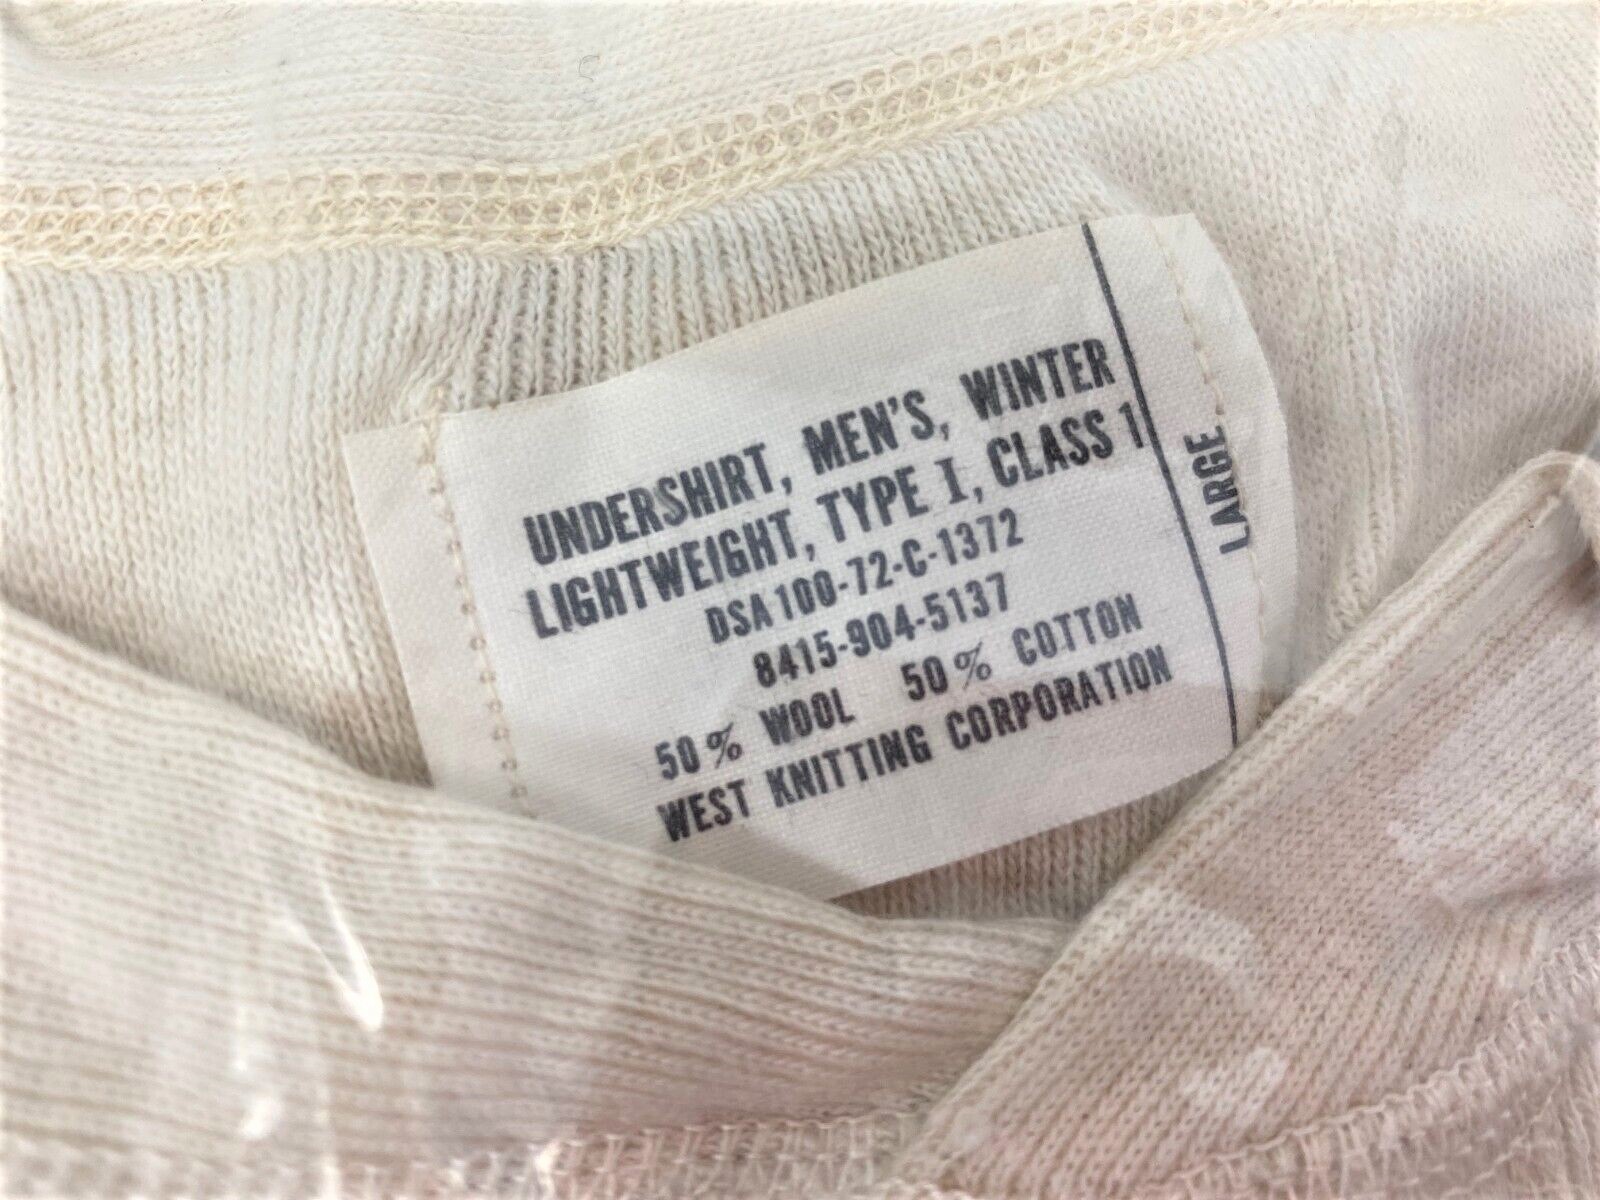 UNDERSHIRT, MEN'S, WINTER
LIGHTWEIGHT, TYPE I, CLASS 1
DSA 100-72-C-1372
8415-904-5137
50% WOOL 50% COTTON
WEST KNITTING CORPORATION
LARGE